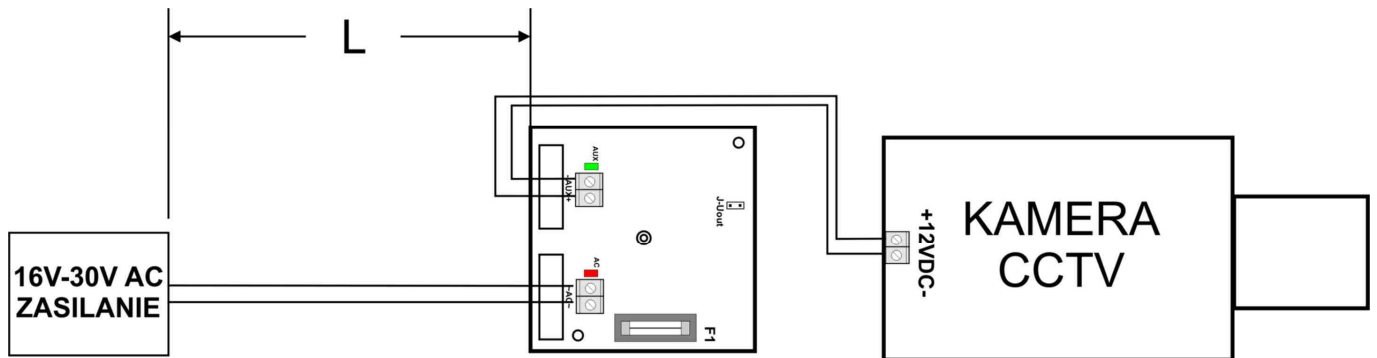 L
AUX
-AUX+
J-Uout
AC
~AC~
F1
16V-30V AC
ZASILANIE
+12VDC-
KAMERA
CCTV